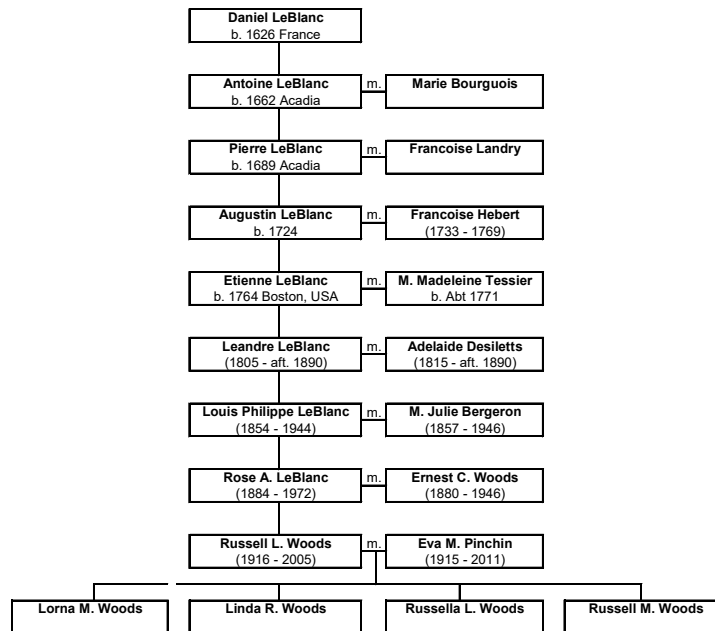 Daniel LeBlanc
b. 1626 France
Antoine LeBlanc m. Marie Bourguois
b. 1662 Acadia
Pierre LeBlanc m. Francoise Landry
b. 1689 Acadia
Augustin LeBlanc m. Francoise Hebert
b. 1724 (1733 - 1769)
Etienne LeBlanc m. M. Madeleine Tessier
b. 1764 Boston, USA b. Abt 1771
Leandre LeBlanc m. Adelaide Desiletts
(1805 - aft. 1890) (1815 - aft. 1890)
Louis Philippe LeBlanc m. M. Julie Bergeron
(1854 - 1944) (1857 - 1946)
Rose A. LeBlanc m. Ernest C. Woods
(1884 - 1972) (1880 - 1946)
Russell L. Woods m. Eva M. Pinchin
(1916 - 2005) (1915 - 2011)
Lorna M. Woods Linda R. Woods Russella L. Woods Russell M. Woods